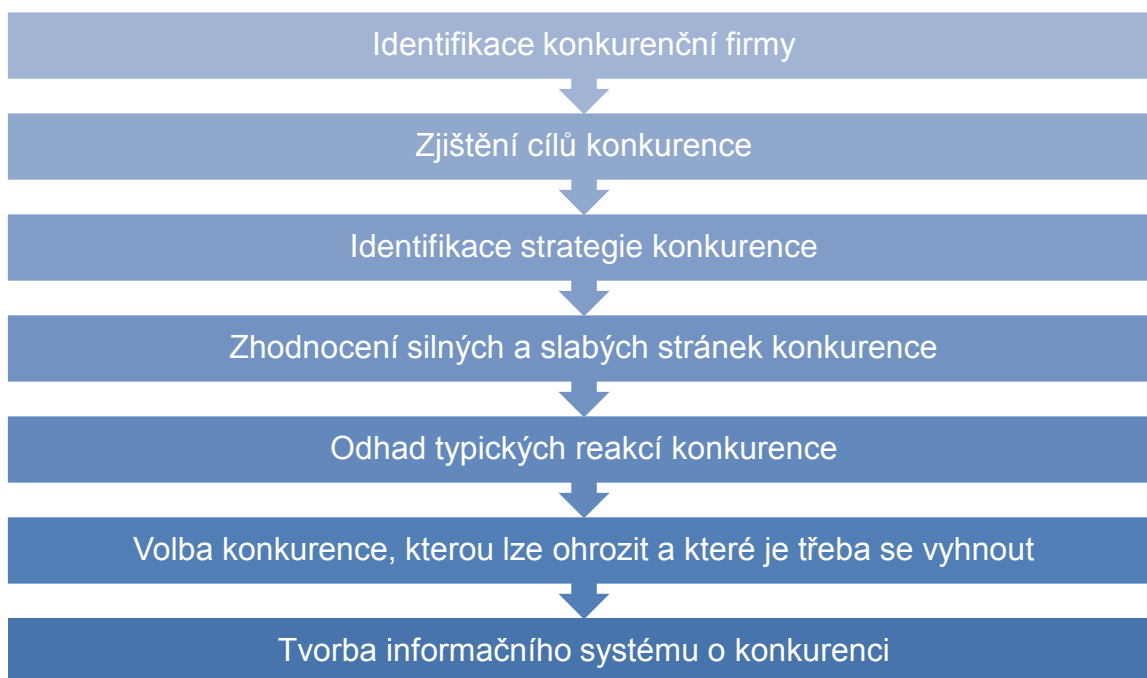 Identifikace konkurenční firmy
Zjištění cílů konkurence
Identifikace strategie konkurence
Zhodnocení silných a slabých stránek konkurence
Odhad typických reakcí konkurence
Volba konkurence, kterou lze ohrozit a které je třeba se vyhnout
Tvorba informačního systému o konkurenci